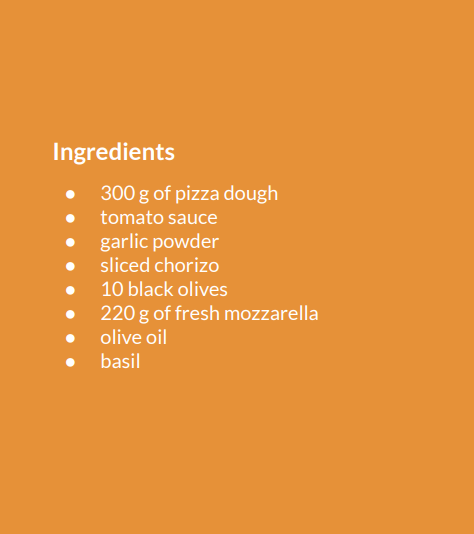 Ingredients
● 300 g of pizza dough
● tomato sauce
● garlic powder
● sliced chorizo
● 10 black olives
● 220 g of fresh mozzarella
● olive oil
● basil